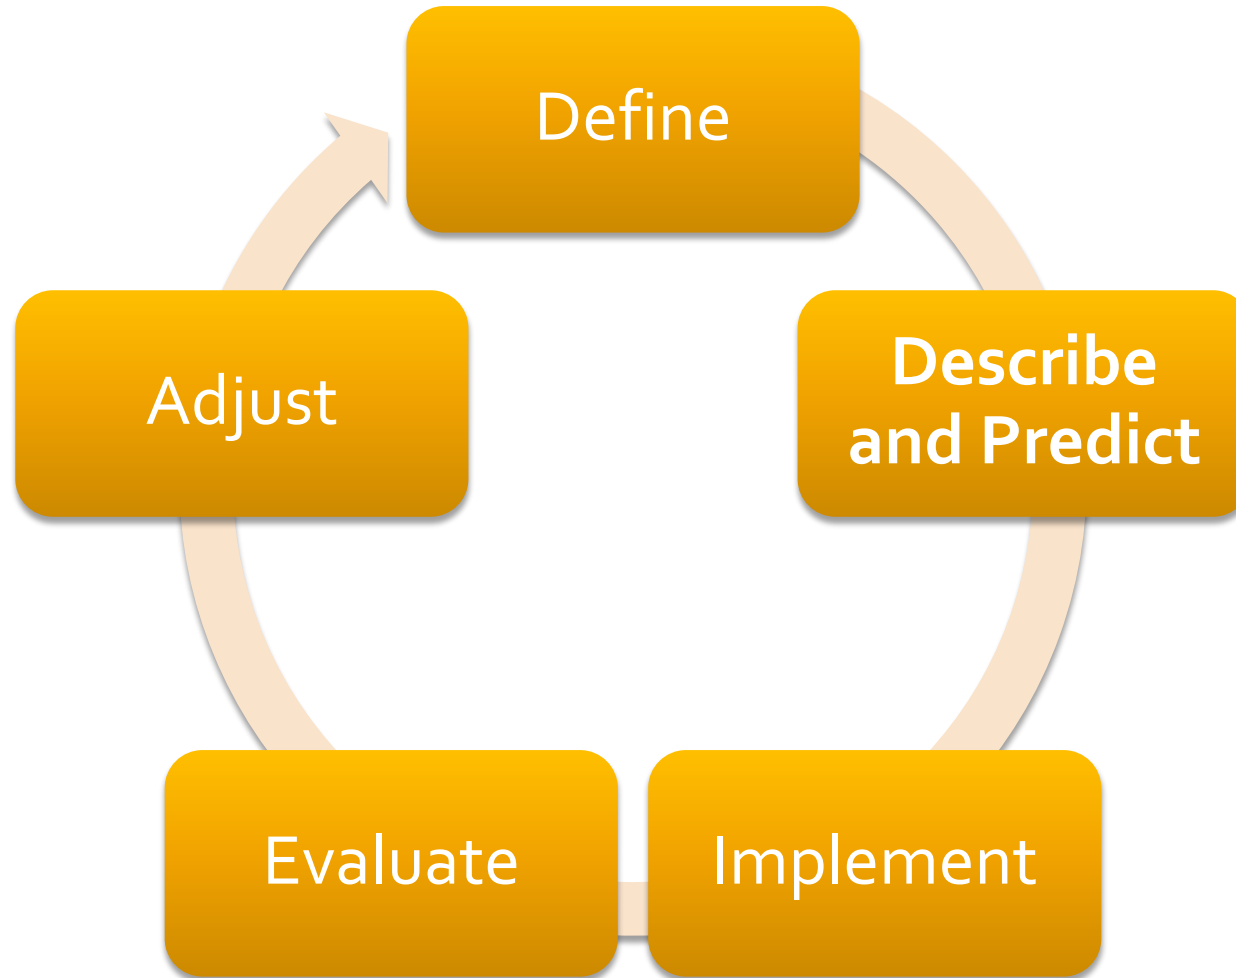 Define
Describe
and Predict
Implement
Evaluate
Adjust